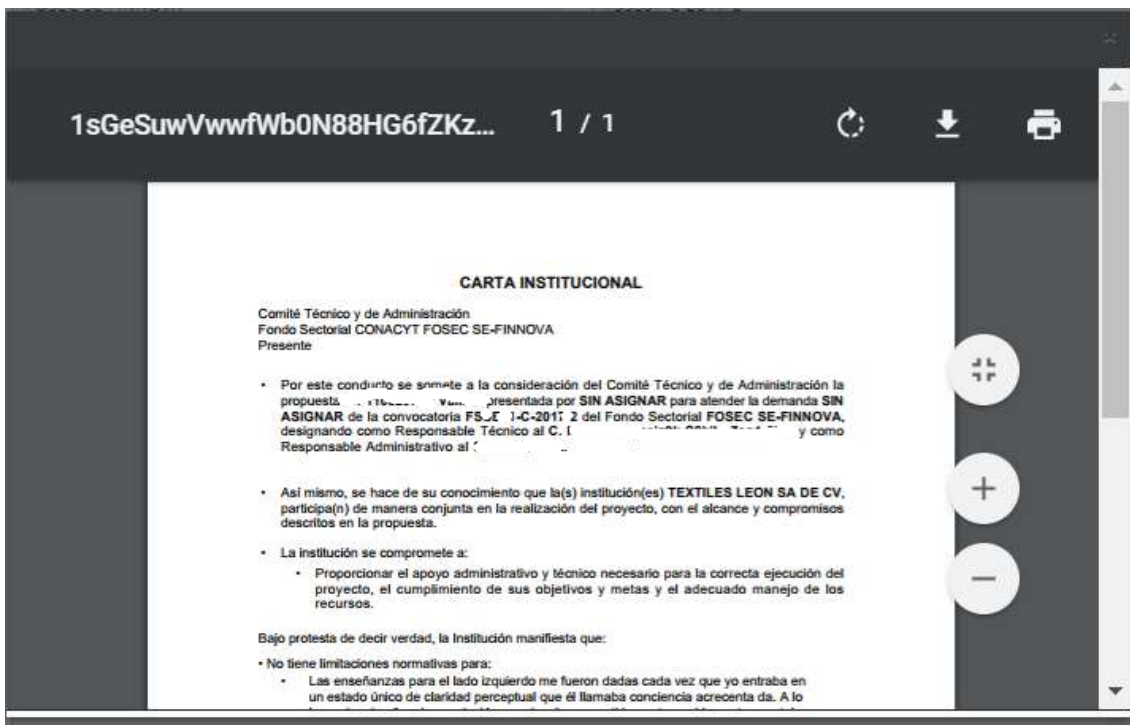 1sGeSuwVwwfWb0N88HG6fZKz... 1 / 1
CARTA INSTITUCIONAL
Comité Técnico y de Administración
Fondo Sectorial CONACYT FOSEC SE-FINNOVA
Presente
• Por este conducto se somete a la consideración del Comité Técnico y de Administración la
propuesta presentada por SIN ASIGNAR para atender la demanda SIN
ASIGNAR de la convocatoria del Fondo Sectorial FOSEC SE-FINNOVA,
designando como Responsable Técnico al C. y como
Responsable Administrativo al
• Así mismo, se hace de su conocimiento que la(s) institución(es) TEXTILES LEON SA DE CV,
participa(n) de manera conjunta en la realización del proyecto, con el alcance y compromisos
descritos en la propuesta.
• La institución se compromete a:
• Proporcionar el apoyo administrativo y técnico necesario para la correcta ejecución del
proyecto, el cumplimiento de sus objetivos y metas y el adecuado manejo de los
recursos.
Bajo protesta de decir verdad, la Institución manifiesta que:
• No tiene limitaciones normativas para:
• Las enseñanzas para el lado izquierdo me fueron dadas cada vez que yo entraba en
un estado único de claridad perceptual que él llamaba conciencia acrecenta da. A lo